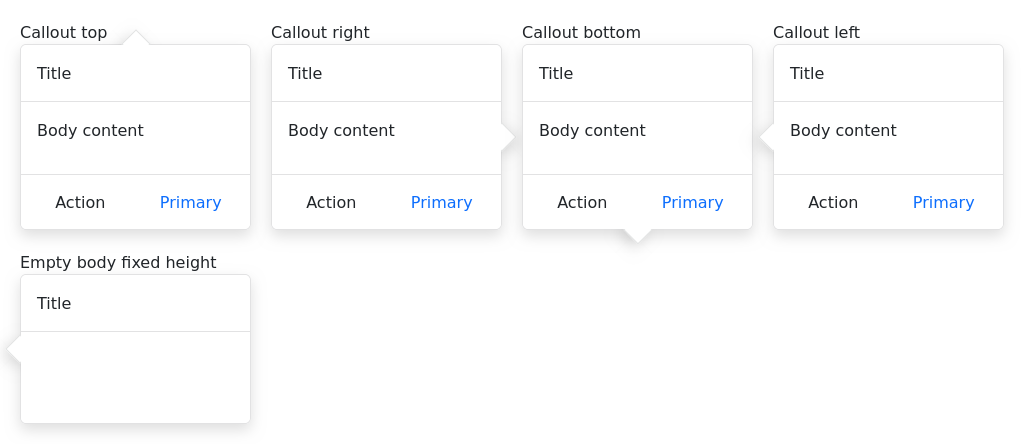 Callout top
Title
Body content
Action Primary
Callout right
Title
Body content
Action Primary
Callout bottom
Title
Body content
Action Primary
Callout left
Title
Body content
Action Primary
Empty body fixed height
Title